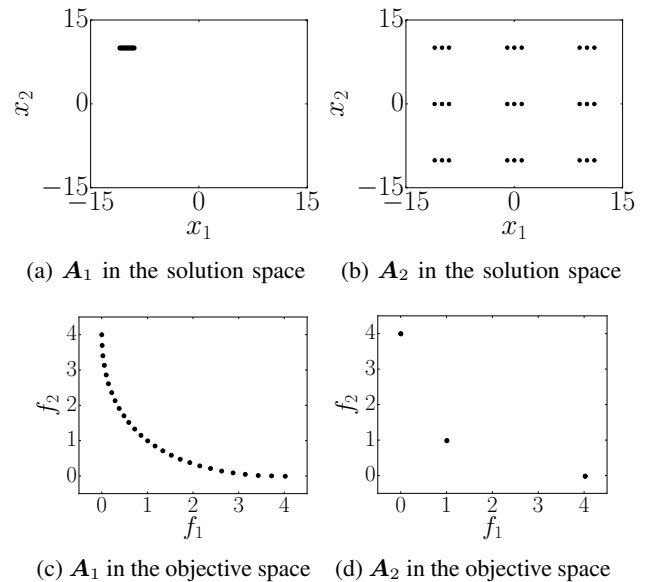 15
x₂
0
−15
−15
0
15
x₁
15
x₂
0
−15
−15
0
15
x₁
(a) A₁ in the solution space
(b) A₂ in the solution space
4
3
f₂
2
1
0
0 1 2 3 4
f₁
4
3
f₂
2
1
0
0 1 2 3 4
f₁
(c) A₁ in the objective space
(d) A₂ in the objective space